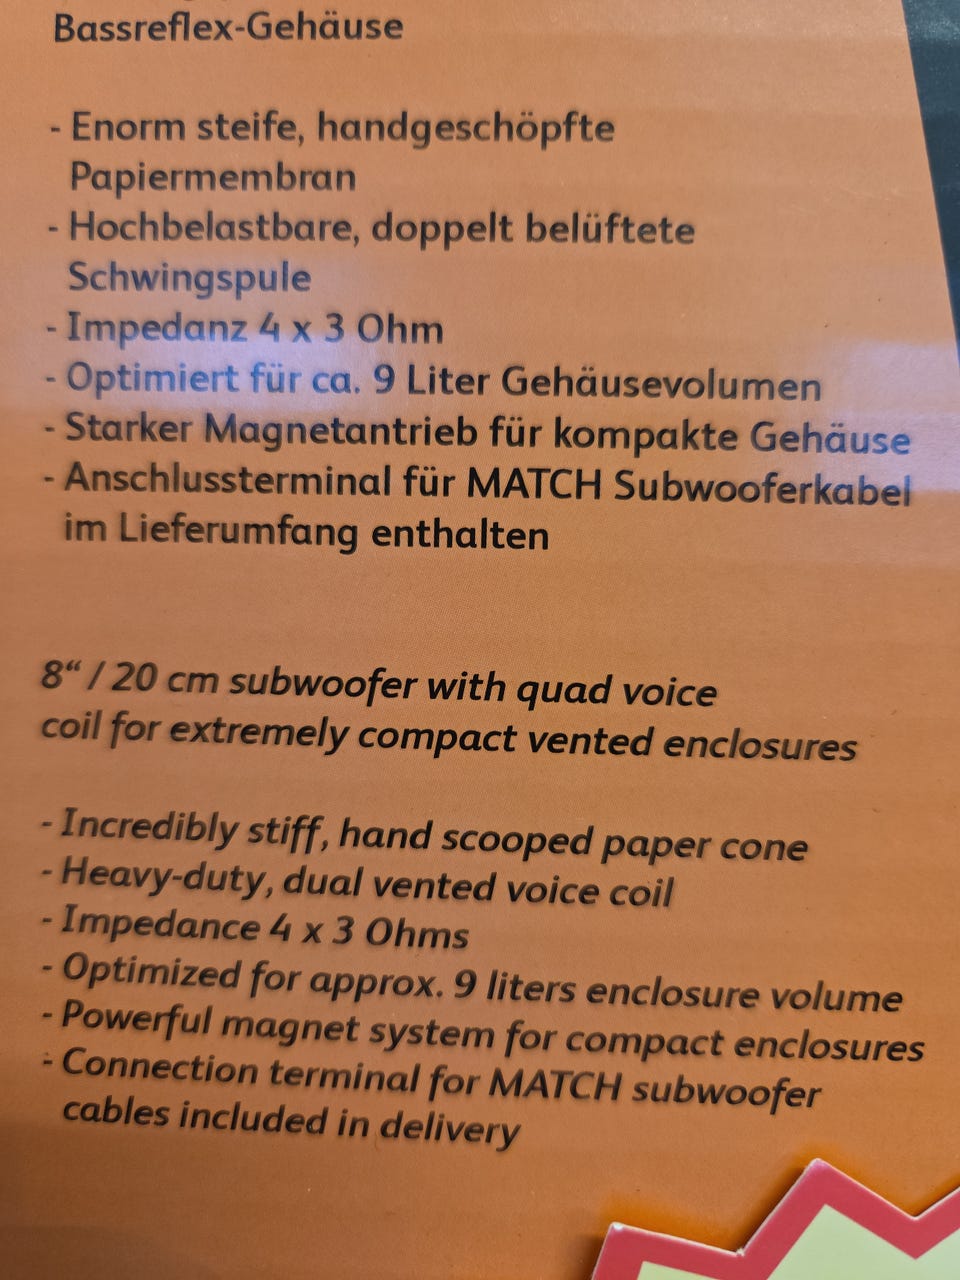 Bassreflex-Gehäuse
- Enorm steife, handgeschöpfte
Papiermembran
- Hochbelastbare, doppelt belüftete
Schwingspule
- Impedanz 4 x 3 Ohm
- Optimiert für ca. 9 Liter Gehäusevolumen
- Starker Magnetantrieb für kompakte Gehäuse
- Anschlussterminal für MATCH Subwooferkabel
im Lieferumfang enthalten
8“ / 20 cm subwoofer with quad voice
coil for extremely compact vented enclosures
- Incredibly stiff, hand scooped paper cone
- Heavy-duty, dual vented voice coil
- Impedance 4 x 3 Ohms
- Optimized for approx. 9 liters enclosure volume
- Powerful magnet system for compact enclosures
- Connection terminal for MATCH subwoofer
cables included in delivery